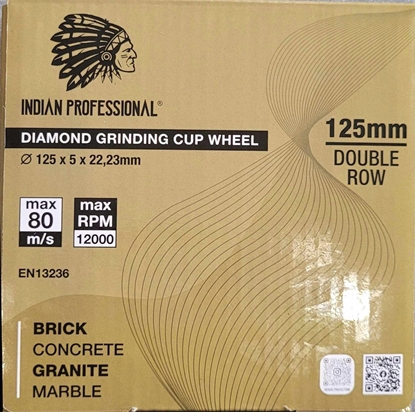 INDIAN PROFESSIONAL®
DIAMOND GRINDING CUP WHEEL
Ø 125 x 5 x 22,23mm
125mm
DOUBLE
ROW
max
80
m/s
max
RPM
12000
EN13236
BRICK
CONCRETE
GRANITE
MARBLE